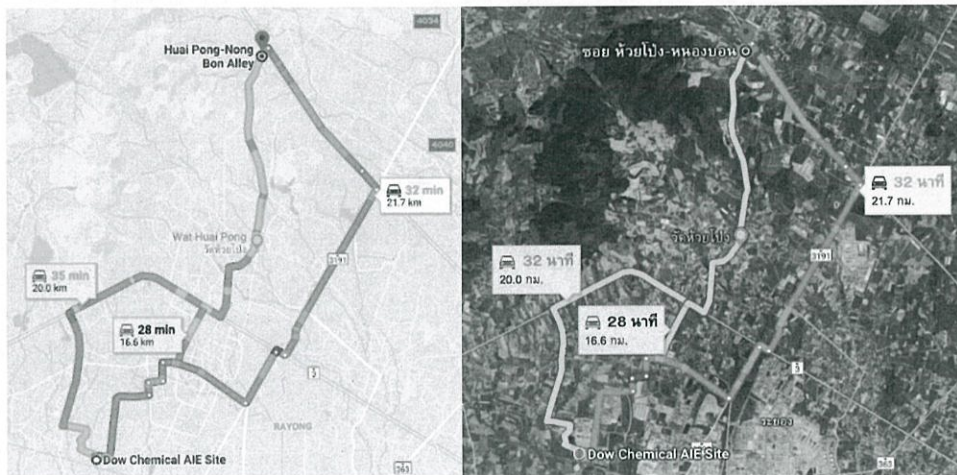 4034
Huai Pong-Nong
Bon Alley
32 min
21.7 km
Wat Huai Pong
วัดห้วยโป่ง
3191
35 min
20.0 km
28 min
16.6 km
3
RAYONG
Dow Chemical AIE Site
363
ซอย ห้วยโป่ง-หนองบอน
32 นาที
21.7 กม.
วัดห้วยโป่ง
3191
32 นาที
20.0 กม.
28 นาที
16.6 กม.
3
ระยอง
Dow Chemical AIE Site
363